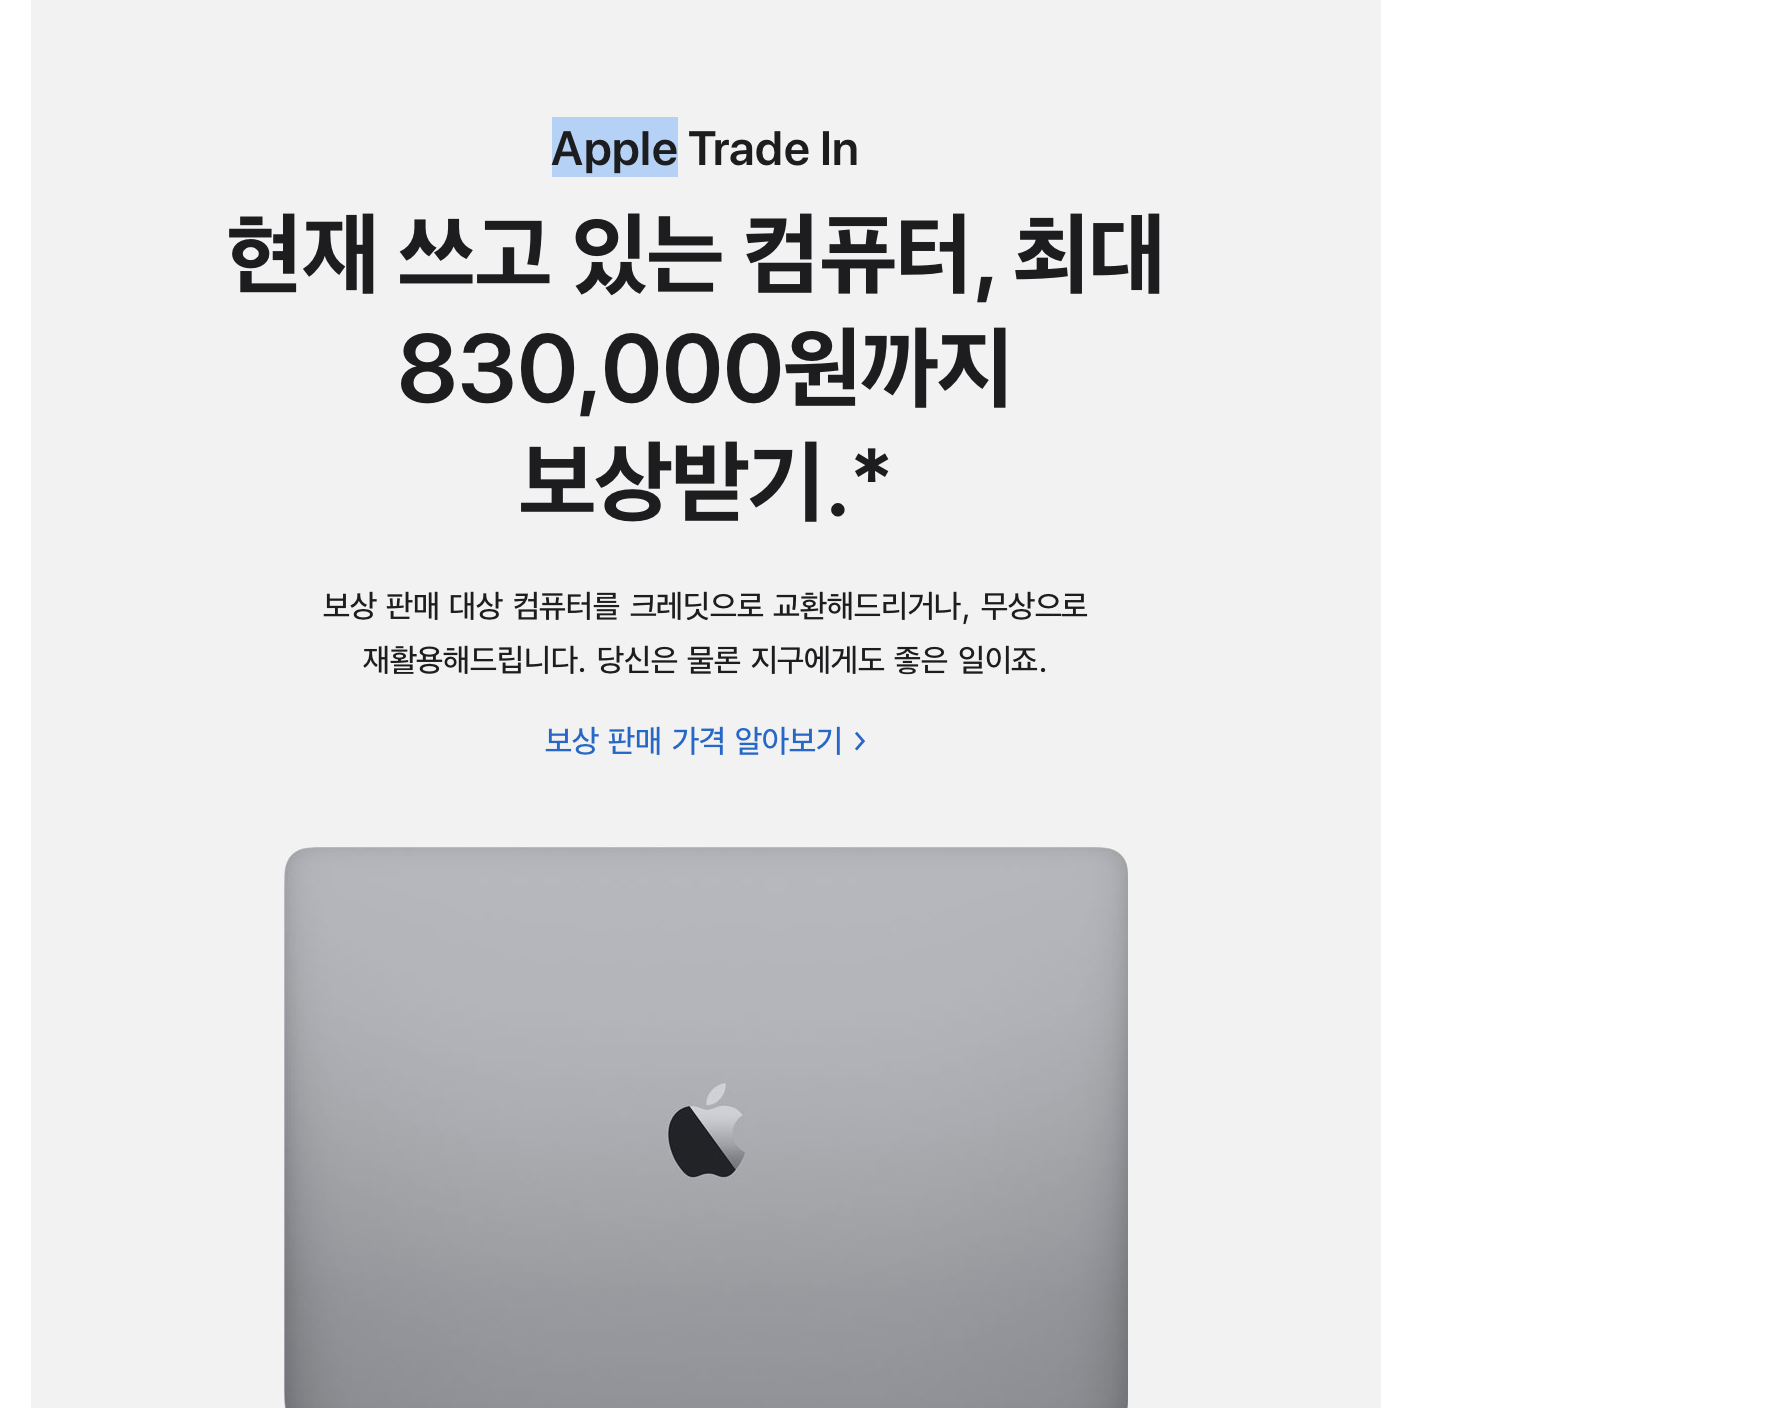 Apple Trade In
현재 쓰고 있는 컴퓨터, 최대
830,000원까지
보상받기.*
보상 판매 대상 컴퓨터를 크레딧으로 교환해드리거나, 무상으로
재활용해드립니다. 당신은 물론 지구에게도 좋은 일이죠.
보상 판매 가격 알아보기 >